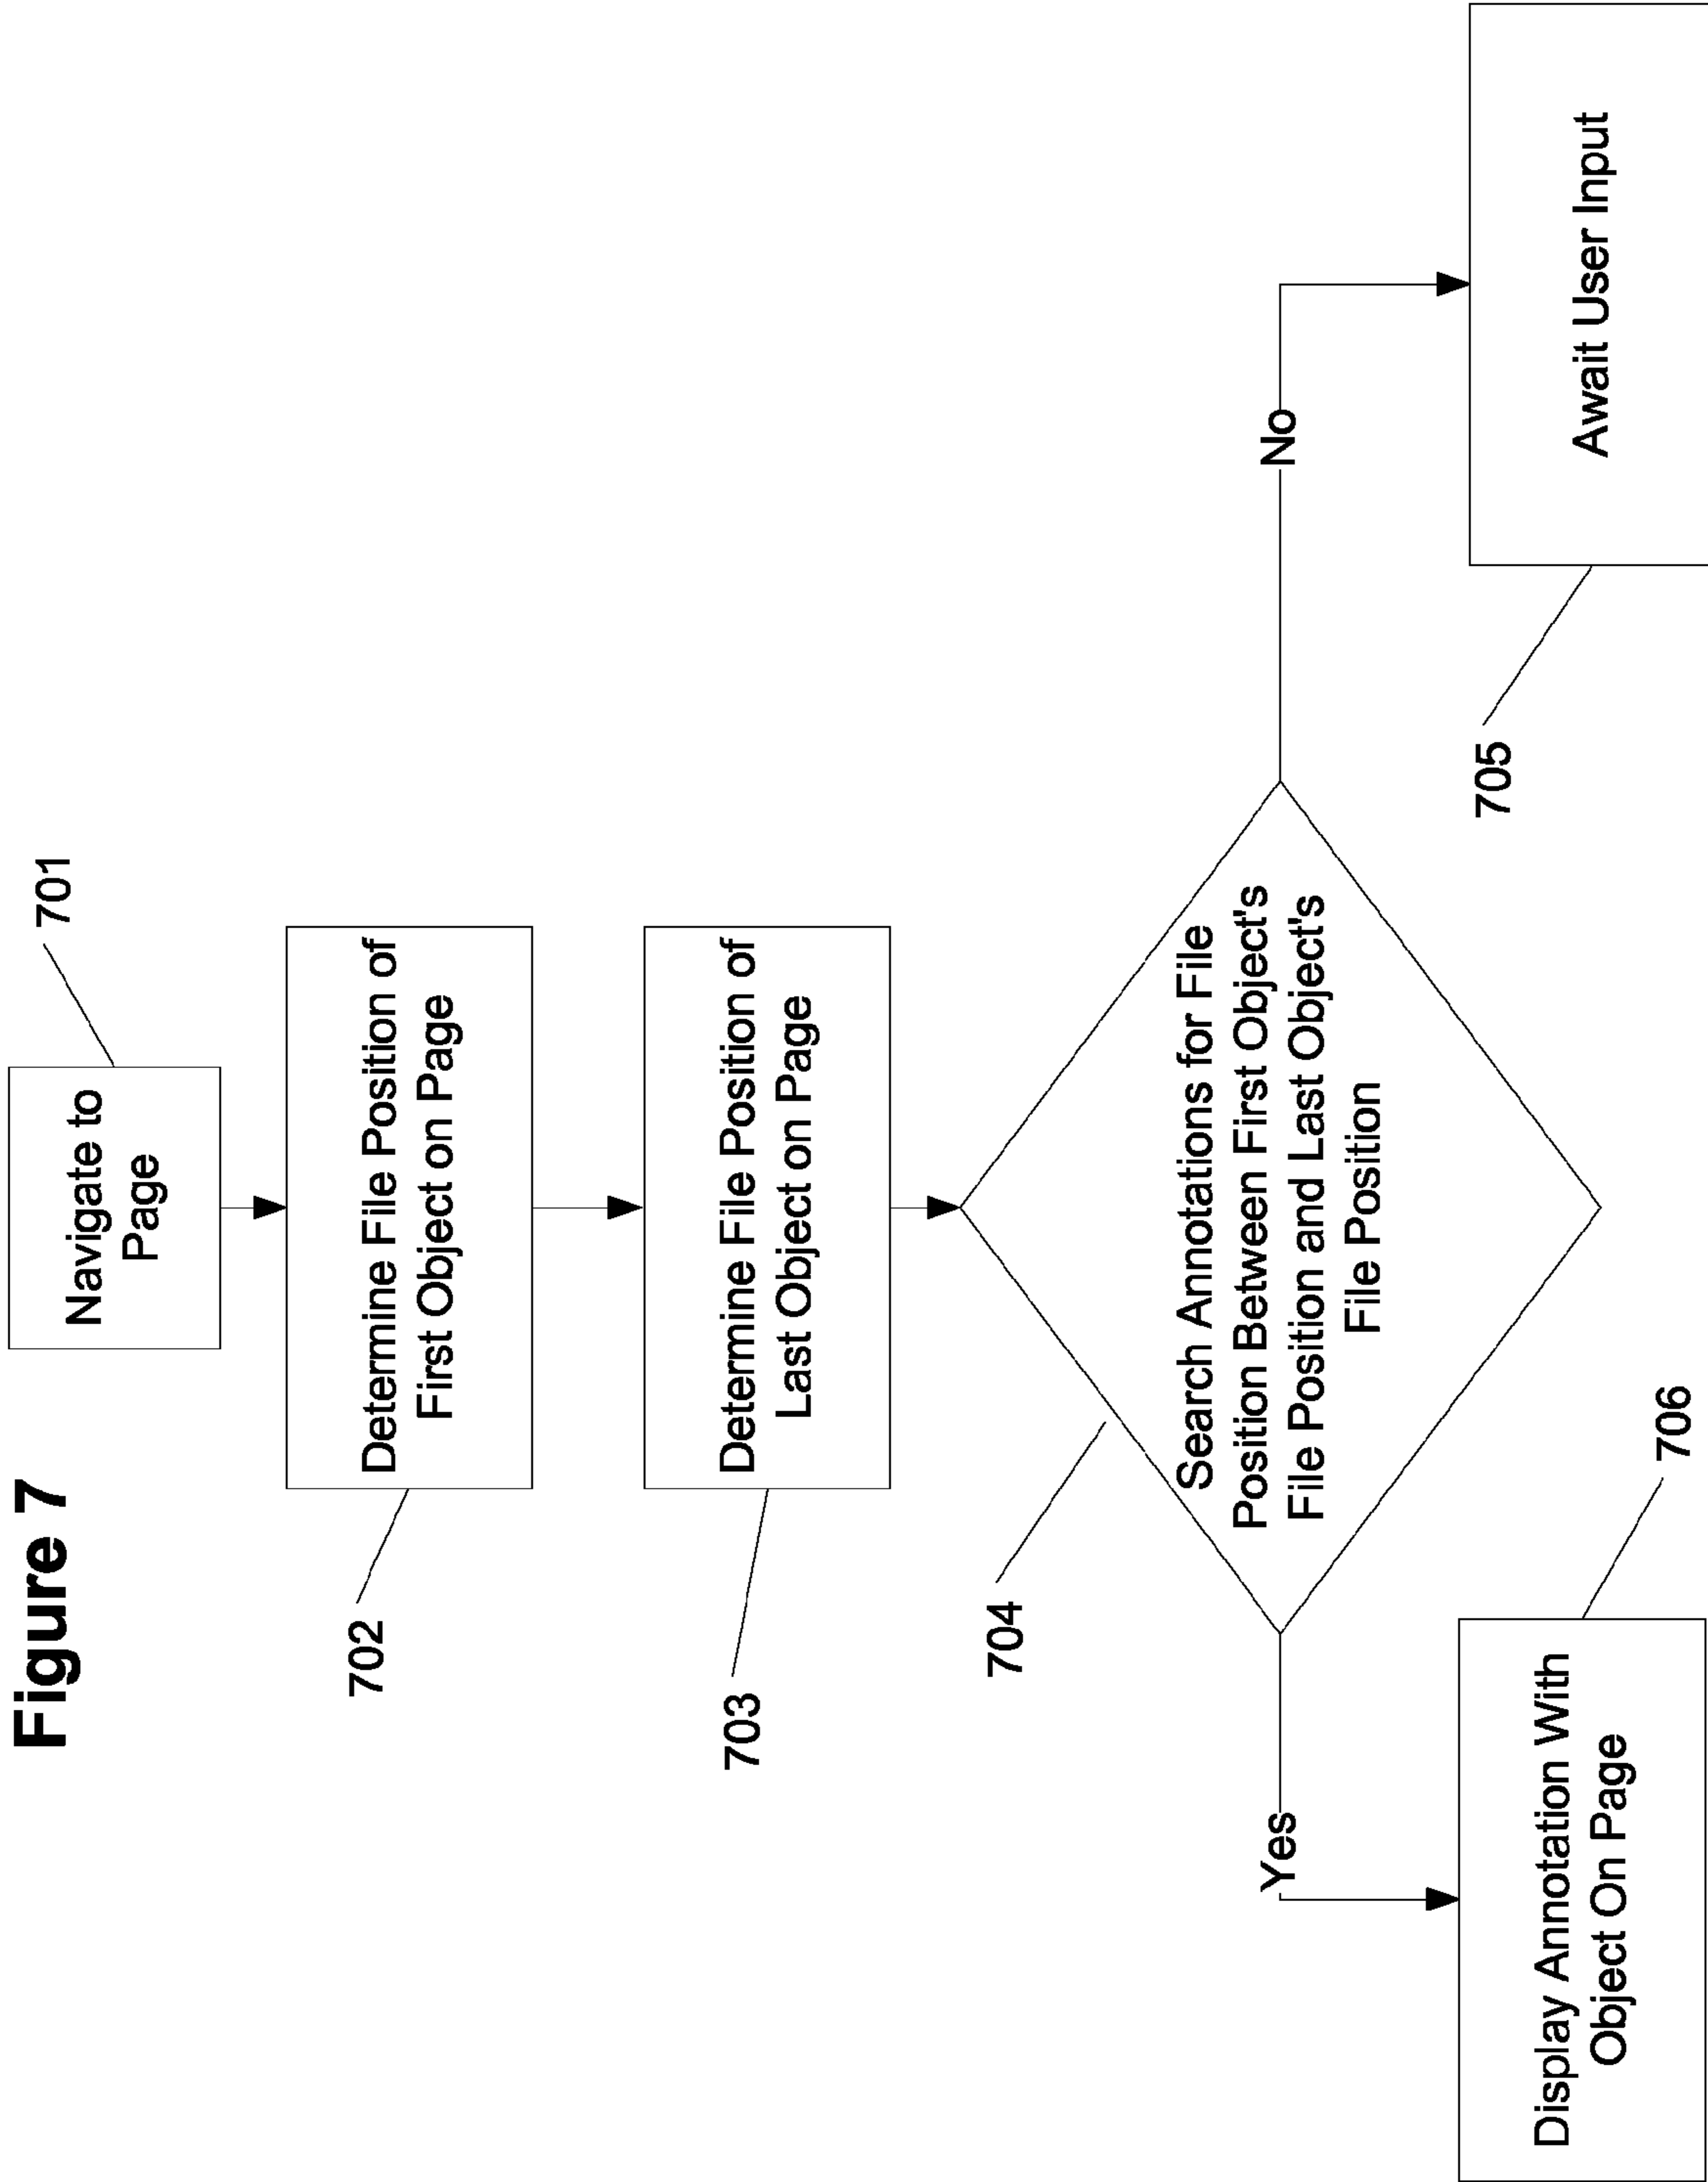 Figure 7
701
Navigate to
Page
702
Determine File Position of
First Object on Page
703
Determine File Position of
Last Object on Page
704
Search Annotations for File
Position Between First Object's
File Position and Last Object's
File Position
Yes
No
706
Display Annotation With
Object On Page
705
Await User Input